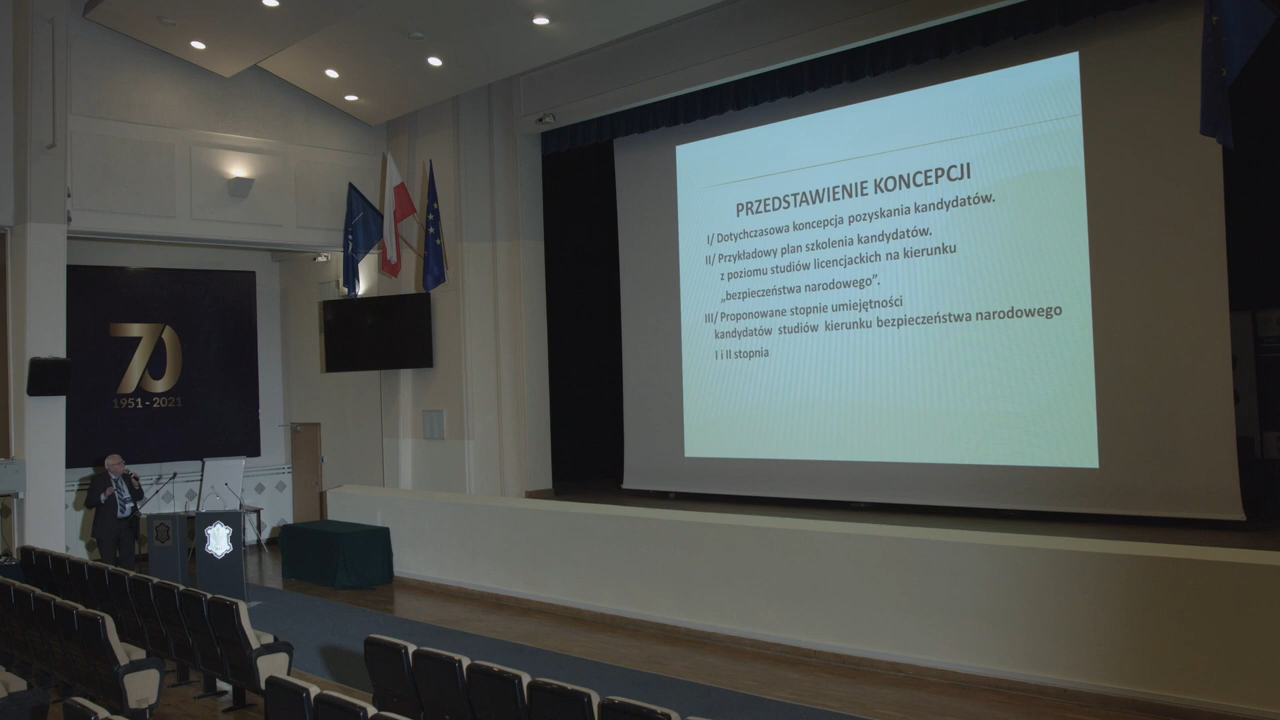 PRZEDSTAWIENIE KONCEPCJI
I/ Dotychczasowa koncepcja pozyskania kandydatów.
II/ Przykładowy plan szkolenia kandydatów.
z poziomu studiów licencjackich na kierunku
„bezpieczeństwa narodowego”.
III/ Proponowane stopnie umiejętności
kandydatów studiów kierunku bezpieczeństwa narodowego
I i II stopnia
70
1951 - 2021